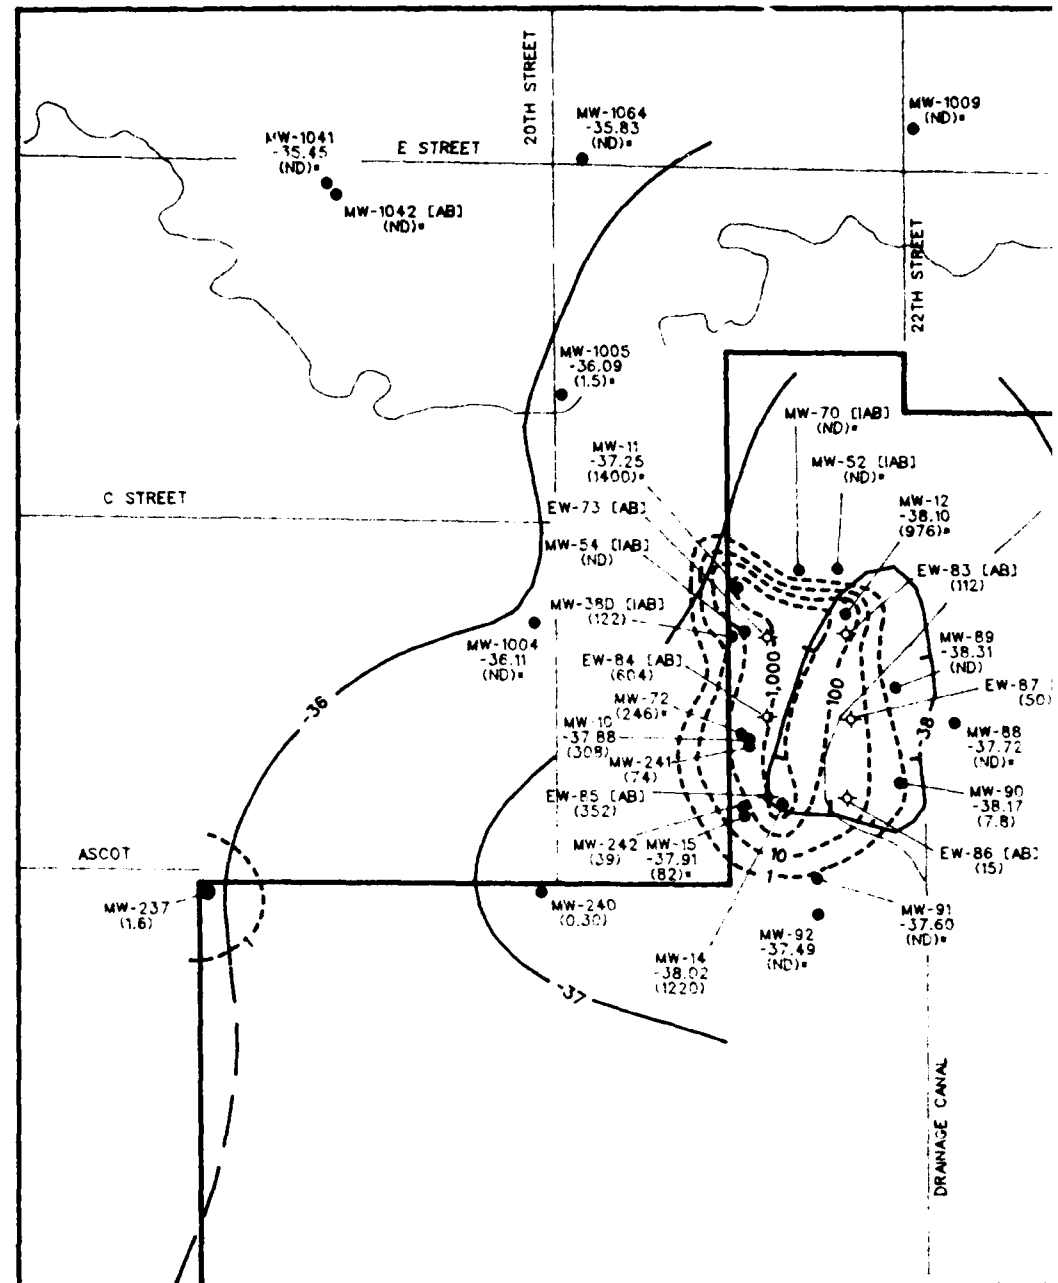 20TH STREET
MW-1064
-35.83
(ND)*
MW-1009
(ND)*
MW-1041
-35.45
(ND)*
E STREET
MW-1042 [AB]
(ND)*
22TH STREET
MW-1005
-36.09
(1.5)*
MW-70 [IAB]
(ND)*
MW-11
-37.25
(1400)*
MW-52 [IAB]
(ND)*
C STREET
EW-73 [AB]
MW-12
-38.10
(976)*
MW-54 [IAB]
(ND)
EW-83 [AB]
(112)
MW-38D [IAB]
(122)
MW-1004
-36.11
(ND)*
MW-89
-38.31
(ND)
EW-84 [AB]
(604)
1,000
100
EW-87 [
(50)
-36
MW-72
(246)*
MW-10
-37.88
(308)
-38
MW-88
-37.72
(ND)*
MW-241
(74)
EW-85 [AB]
(352)
MW-90
-38.17
(7.8)
MW-242
(39)
MW-15
-37.91
(82)*
10
1
EW-86 [AB]
(15)
ASCOT
MW-237
(1.6)
1
MW-240
(0.30)
MW-91
-37.60
(ND)*
MW-92
-37.49
(ND)*
MW-14
-38.02
(1220)
-37
DRAINAGE CANAL